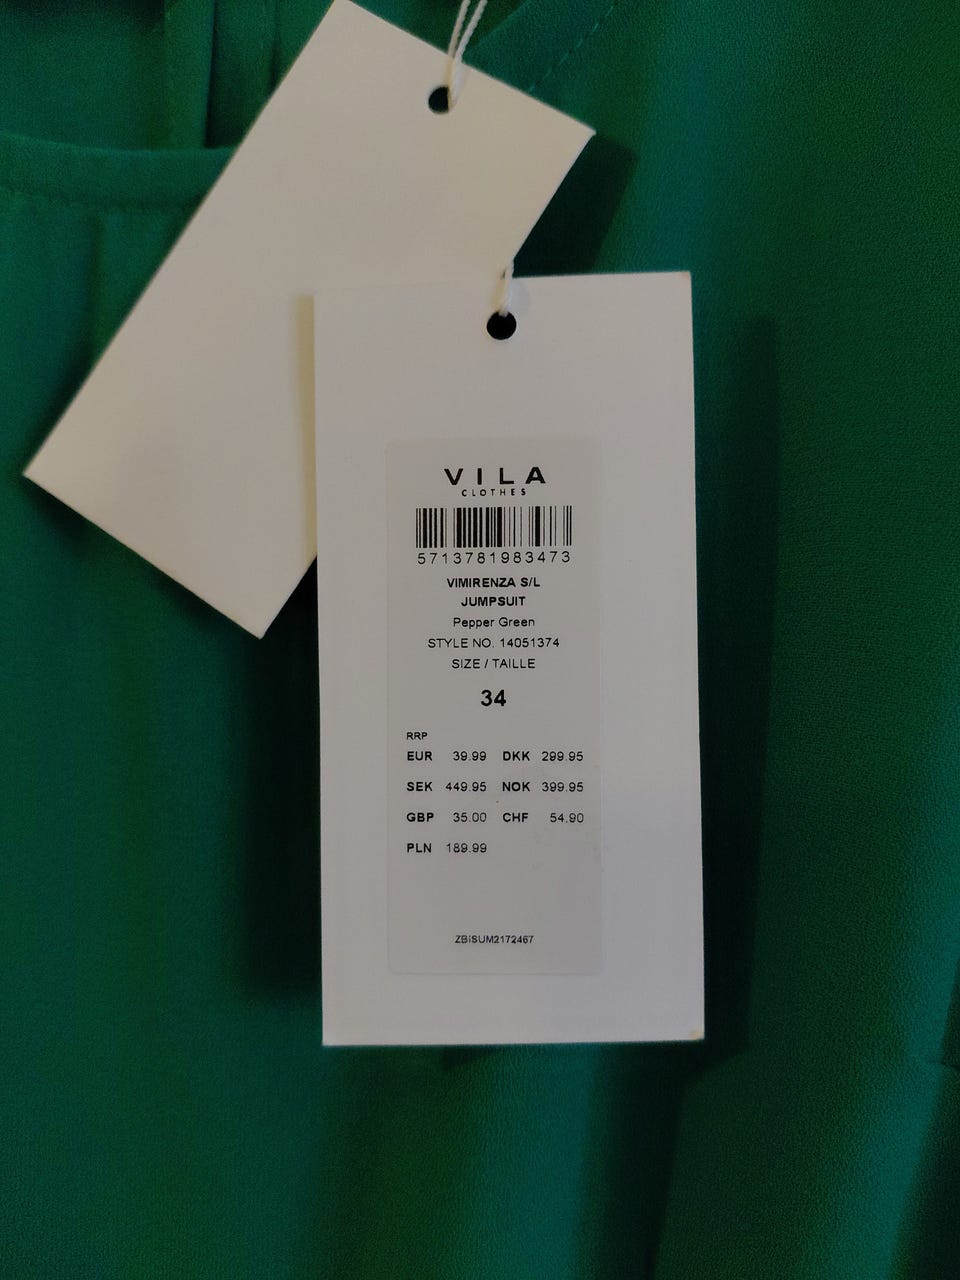 VILA
CLOTHES
5713781983473
VIMIRENZA S/L
JUMPSUIT
Pepper Green
STYLE NO. 14051374
SIZE / TAILLE
34
RRP
EUR 39.99 DKK 299.95
SEK 449.95 NOK 399.95
GBP 35.00 CHF 54.90
PLN 189.99
ZBISUM2172467